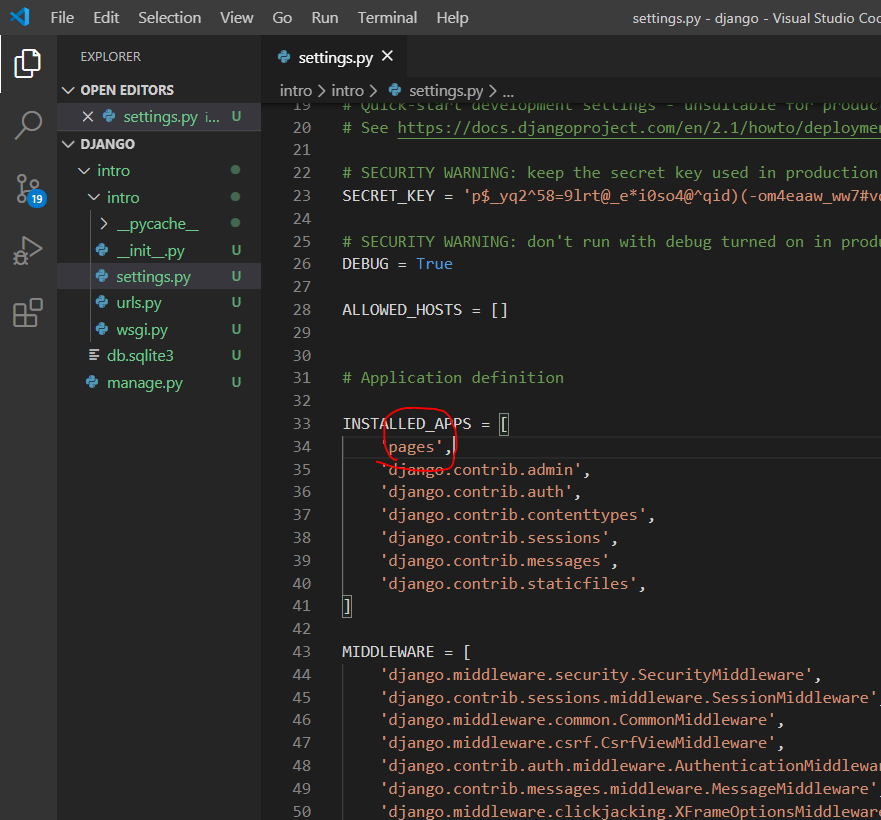 File Edit Selection View Go Run Terminal Help
settings.py - django - Visual Studio Cod
EXPLORER
OPEN EDITORS
settings.py i... U
DJANGO
intro
intro
__pycache__
__init__.py U
settings.py U
urls.py U
wsgi.py U
db.sqlite3 U
manage.py U
19
settings.py
intro > intro > settings.py > ...
19 # Quick-start development settings - unsuitable for produc
20 # See https://docs.djangoproject.com/en/2.1/howto/deployme
21
22 # SECURITY WARNING: keep the secret key used in production
23 SECRET_KEY = 'p$_yq2^58=9lrt@_e*i0so4@^qid)(-om4eaaw_ww7#v
24
25 # SECURITY WARNING: don't run with debug turned on in produ
26 DEBUG = True
27
28 ALLOWED_HOSTS = []
29
30
31 # Application definition
32
33 INSTALLED_APPS = [
34 'pages',
35 'django.contrib.admin',
36 'django.contrib.auth',
37 'django.contrib.contenttypes',
38 'django.contrib.sessions',
39 'django.contrib.messages',
40 'django.contrib.staticfiles',
41 ]
42
43 MIDDLEWARE = [
44 'django.middleware.security.SecurityMiddleware',
45 'django.contrib.sessions.middleware.SessionMiddleware',
46 'django.middleware.common.CommonMiddleware',
47 'django.middleware.csrf.CsrfViewMiddleware',
48 'django.contrib.auth.middleware.AuthenticationMiddlewa
49 'django.contrib.messages.middleware.MessageMiddleware'
50 'django.middleware.clickjacking.XFrameOptionsMiddleware